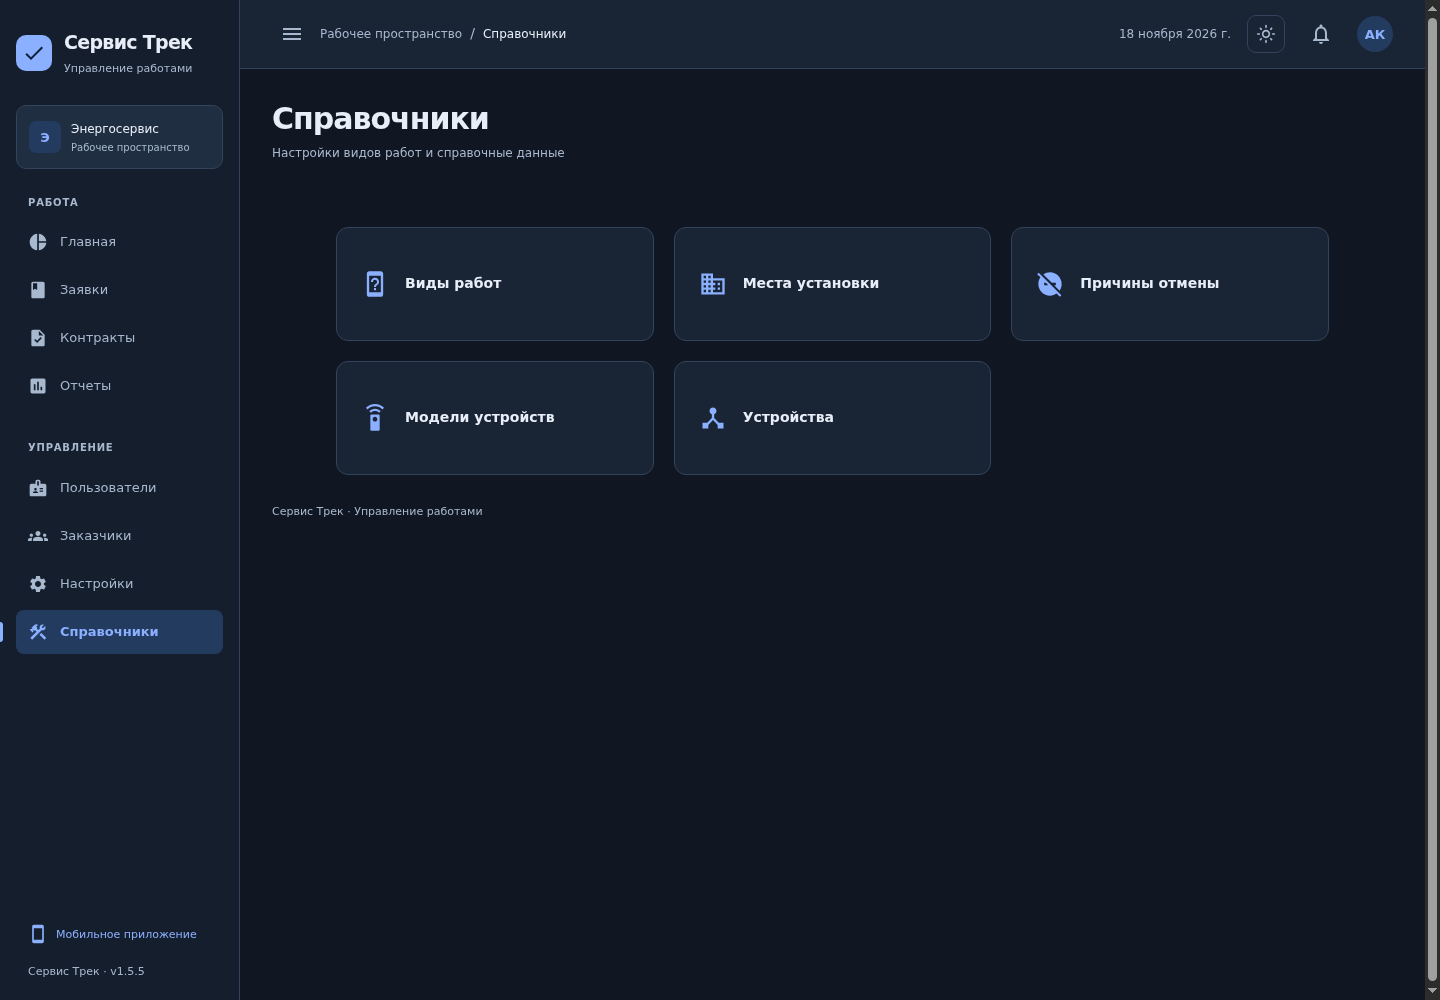 Сервис Трек
Управление работами
Э
Энергосервис
Рабочее пространство
РАБОТА
Главная
Заявки
Контракты
Отчеты
УПРАВЛЕНИЕ
Пользователи
Заказчики
Настройки
Справочники
Мобильное приложение
Сервис Трек · v1.5.5
Рабочее пространство / Справочники
18 ноября 2026 г.
АК
Справочники
Настройки видов работ и справочные данные
Виды работ
Места установки
Причины отмены
Модели устройств
Устройства
Сервис Трек · Управление работами